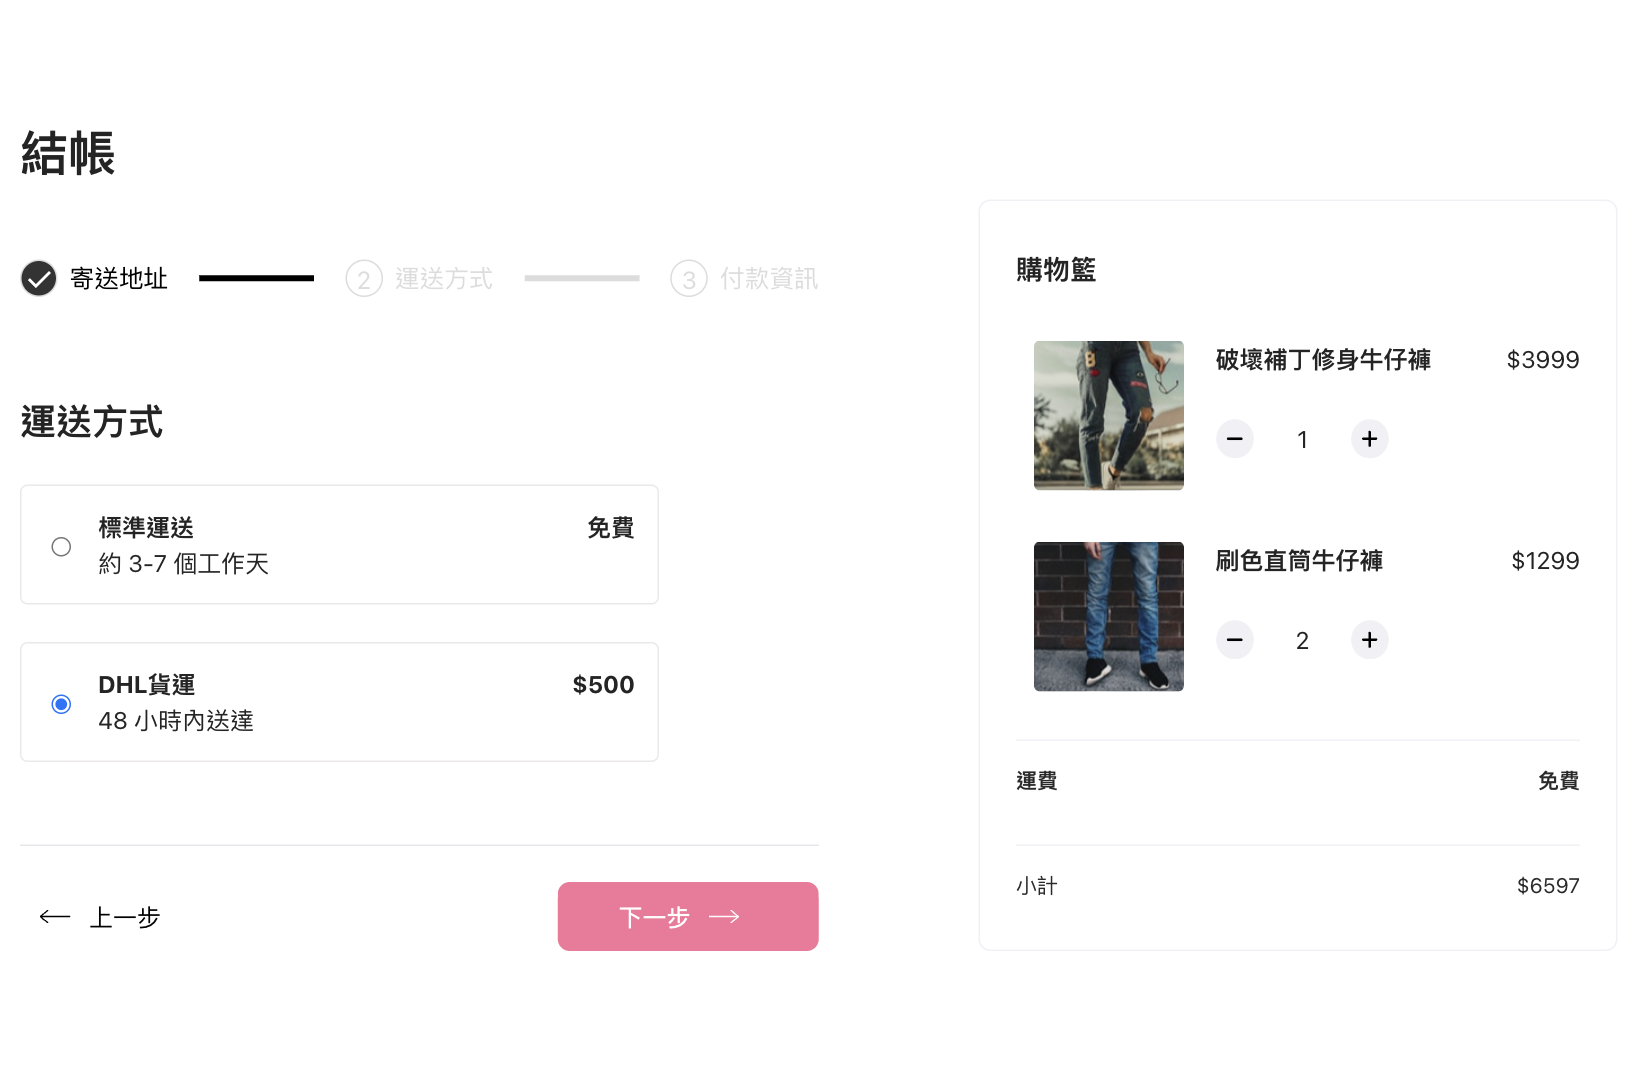 結帳
寄送地址
2 運送方式
3 付款資訊
運送方式
標準運送 免費
約 3-7 個工作天
DHL貨運 $500
48 小時內送達
上一步
下一步
購物籃
破壞補丁修身牛仔褲 $3999
1
刷色直筒牛仔褲 $1299
2
運費 免費
小計 $6597